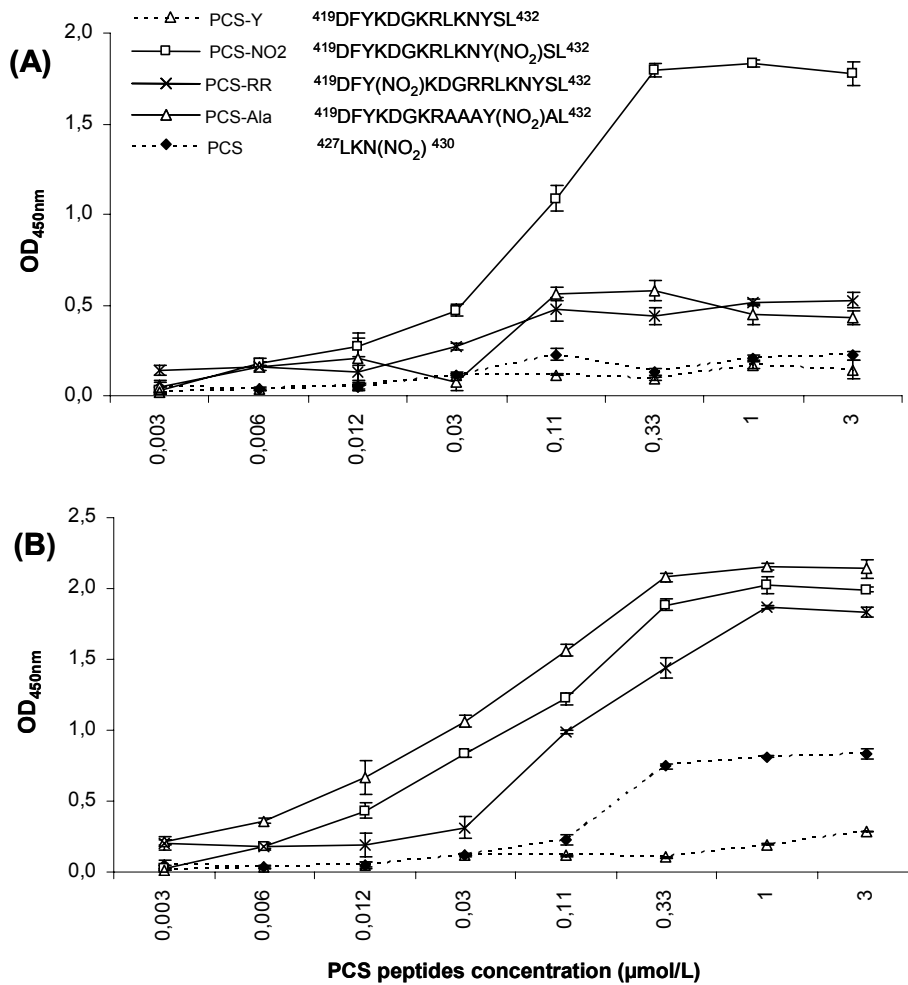 (A)
PCS-Y ⁴¹⁹DFYKDGKRLKNYSL⁴³²
PCS-NO2 ⁴¹⁹DFYKDGKRLKNY(NO₂)SL⁴³²
PCS-RR ⁴¹⁹DFY(NO₂)KDGRRLKNYSL⁴³²
PCS-Ala ⁴¹⁹DFYKDGKRAAAY(NO₂)AL⁴³²
PCS ⁴²⁷LKN(NO₂) ⁴³⁰
2,0
1,5
1,0
0,5
0,0
OD₄₅₀ₙₘ
0,003 0,006 0,012 0,03 0,11 0,33 1 3
(B)
2,5
2,0
1,5
1,0
0,5
0,0
OD₄₅₀ₙₘ
0,003 0,006 0,012 0,03 0,11 0,33 1 3
PCS peptides concentration (µmol/L)